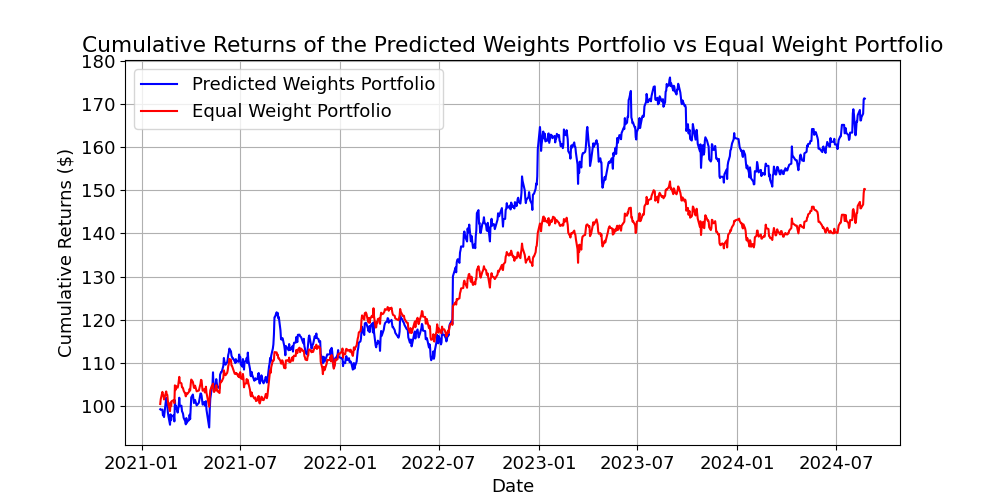 Cumulative Returns of the Predicted Weights Portfolio vs Equal Weight Portfolio
Predicted Weights Portfolio
Equal Weight Portfolio
Cumulative Returns ($)
180
170
160
150
140
130
120
110
100
2021-01 2021-07 2022-01 2022-07 2023-01 2023-07 2024-01 2024-07
Date